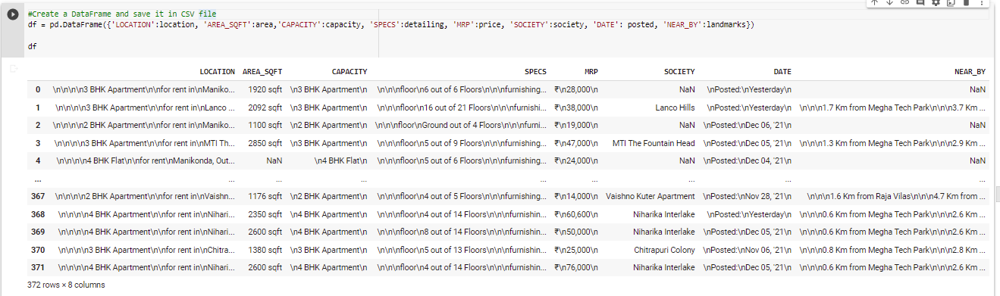 #Create a DataFrame and save it in CSV file
df = pd.DataFrame({'LOCATION':location, 'AREA_SQFT':area,'CAPACITY':capacity, 'SPECS':detailing, 'MRP':price, 'SOCIETY':society, 'DATE': posted, 'NEAR_BY':landmarks})
df
LOCATION AREA_SQFT CAPACITY SPECS MRP SOCIETY DATE NEAR_BY
0 \n\n\n\n3 BHK Apartment\n\nfor rent in\nManiko... 1920 sqft \n3 BHK Apartment\n \n\n\nfloor\n6 out of 6 Floors\n\n\nfurnishing... ₹\n28,000\n NaN \nPosted:\nYesterday\n NaN
1 \n\n\n\n3 BHK Apartment\n\nfor rent in\nLanco ... 2092 sqft \n3 BHK Apartment\n \n\n\nfloor\n16 out of 21 Floors\n\n\nfurnishi... ₹\n38,000\n Lanco Hills \nPosted:\nYesterday\n \n\n\n1.7 Km from Megha Tech Park\n\n\n3.7 Km ...
2 \n\n\n\n2 BHK Apartment\n\nfor rent in\nManiko... 1100 sqft \n2 BHK Apartment\n \n\n\nfloor\nGround out of 4 Floors\n\n\nfurni... ₹\n19,000\n NaN \nPosted:\nDec 06, '21\n NaN
3 \n\n\n\n3 BHK Apartment\n\nfor rent in\nMTI Th... 2850 sqft \n3 BHK Apartment\n \n\n\nfloor\n5 out of 9 Floors\n\n\nfurnishing... ₹\n47,000\n MTI The Fountain Head \nPosted:\nDec 05, '21\n \n\n\n1.3 Km from Megha Tech Park\n\n\n2.9 Km ...
4 \n\n\n\n4 BHK Flat\n\nfor rent\nManikonda, Out... NaN \n4 BHK Flat\n \n\n\nfloor\n5 out of 6 Floors\n\n\nfurnishing... ₹\n24,000\n NaN \nPosted:\nDec 04, '21\n NaN
... ... ... ... ... ... ... ... ...
367 \n\n\n\n2 BHK Apartment\n\nfor rent in\nVaishn... 1176 sqft \n2 BHK Apartment\n \n\n\nfloor\n4 out of 5 Floors\n\n\nfurnishing... ₹\n14,000\n Vaishno Kuter Apartment \nPosted:\nNov 28, '21\n \n\n\n1.6 Km from Raja Vilas\n\n\n4.7 Km from ...
368 \n\n\n\n4 BHK Apartment\n\nfor rent in\nNihari... 2350 sqft \n4 BHK Apartment\n \n\n\nfloor\n4 out of 14 Floors\n\n\nfurnishin... ₹\n60,600\n Niharika Interlake \nPosted:\nYesterday\n \n\n\n0.6 Km from Megha Tech Park\n\n\n2.6 Km ...
369 \n\n\n\n4 BHK Apartment\n\nfor rent in\nNihari... 2600 sqft \n4 BHK Apartment\n \n\n\nfloor\n8 out of 14 Floors\n\n\nfurnishin... ₹\n50,000\n Niharika Interlake \nPosted:\nDec 05, '21\n \n\n\n0.6 Km from Megha Tech Park\n\n\n2.6 Km ...
370 \n\n\n\n3 BHK Apartment\n\nfor rent in\nChitra... 1380 sqft \n3 BHK Apartment\n \n\n\nfloor\n5 out of 13 Floors\n\n\nfurnishin... ₹\n25,000\n Chitrapuri Colony \nPosted:\nNov 06, '21\n \n\n\n0.8 Km from Megha Tech Park\n\n\n2.8 Km ...
371 \n\n\n\n4 BHK Apartment\n\nfor rent in\nNihari... 2600 sqft \n4 BHK Apartment\n \n\n\nfloor\n4 out of 14 Floors\n\n\nfurnishin... ₹\n76,000\n Niharika Interlake \nPosted:\nDec 05, '21\n \n\n\n0.6 Km from Megha Tech Park\n\n\n2.6 Km ...
372 rows × 8 columns